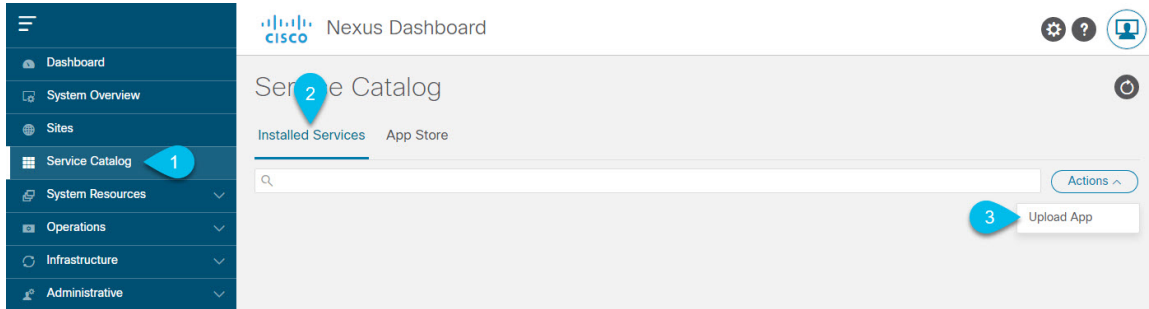 CISCO Nexus Dashboard
?
Dashboard
System Overview
Sites
Service Catalog 1
System Resources
Operations
Infrastructure
Administrative
Catalog
2
Installed Services App Store
Actions
3 Upload App